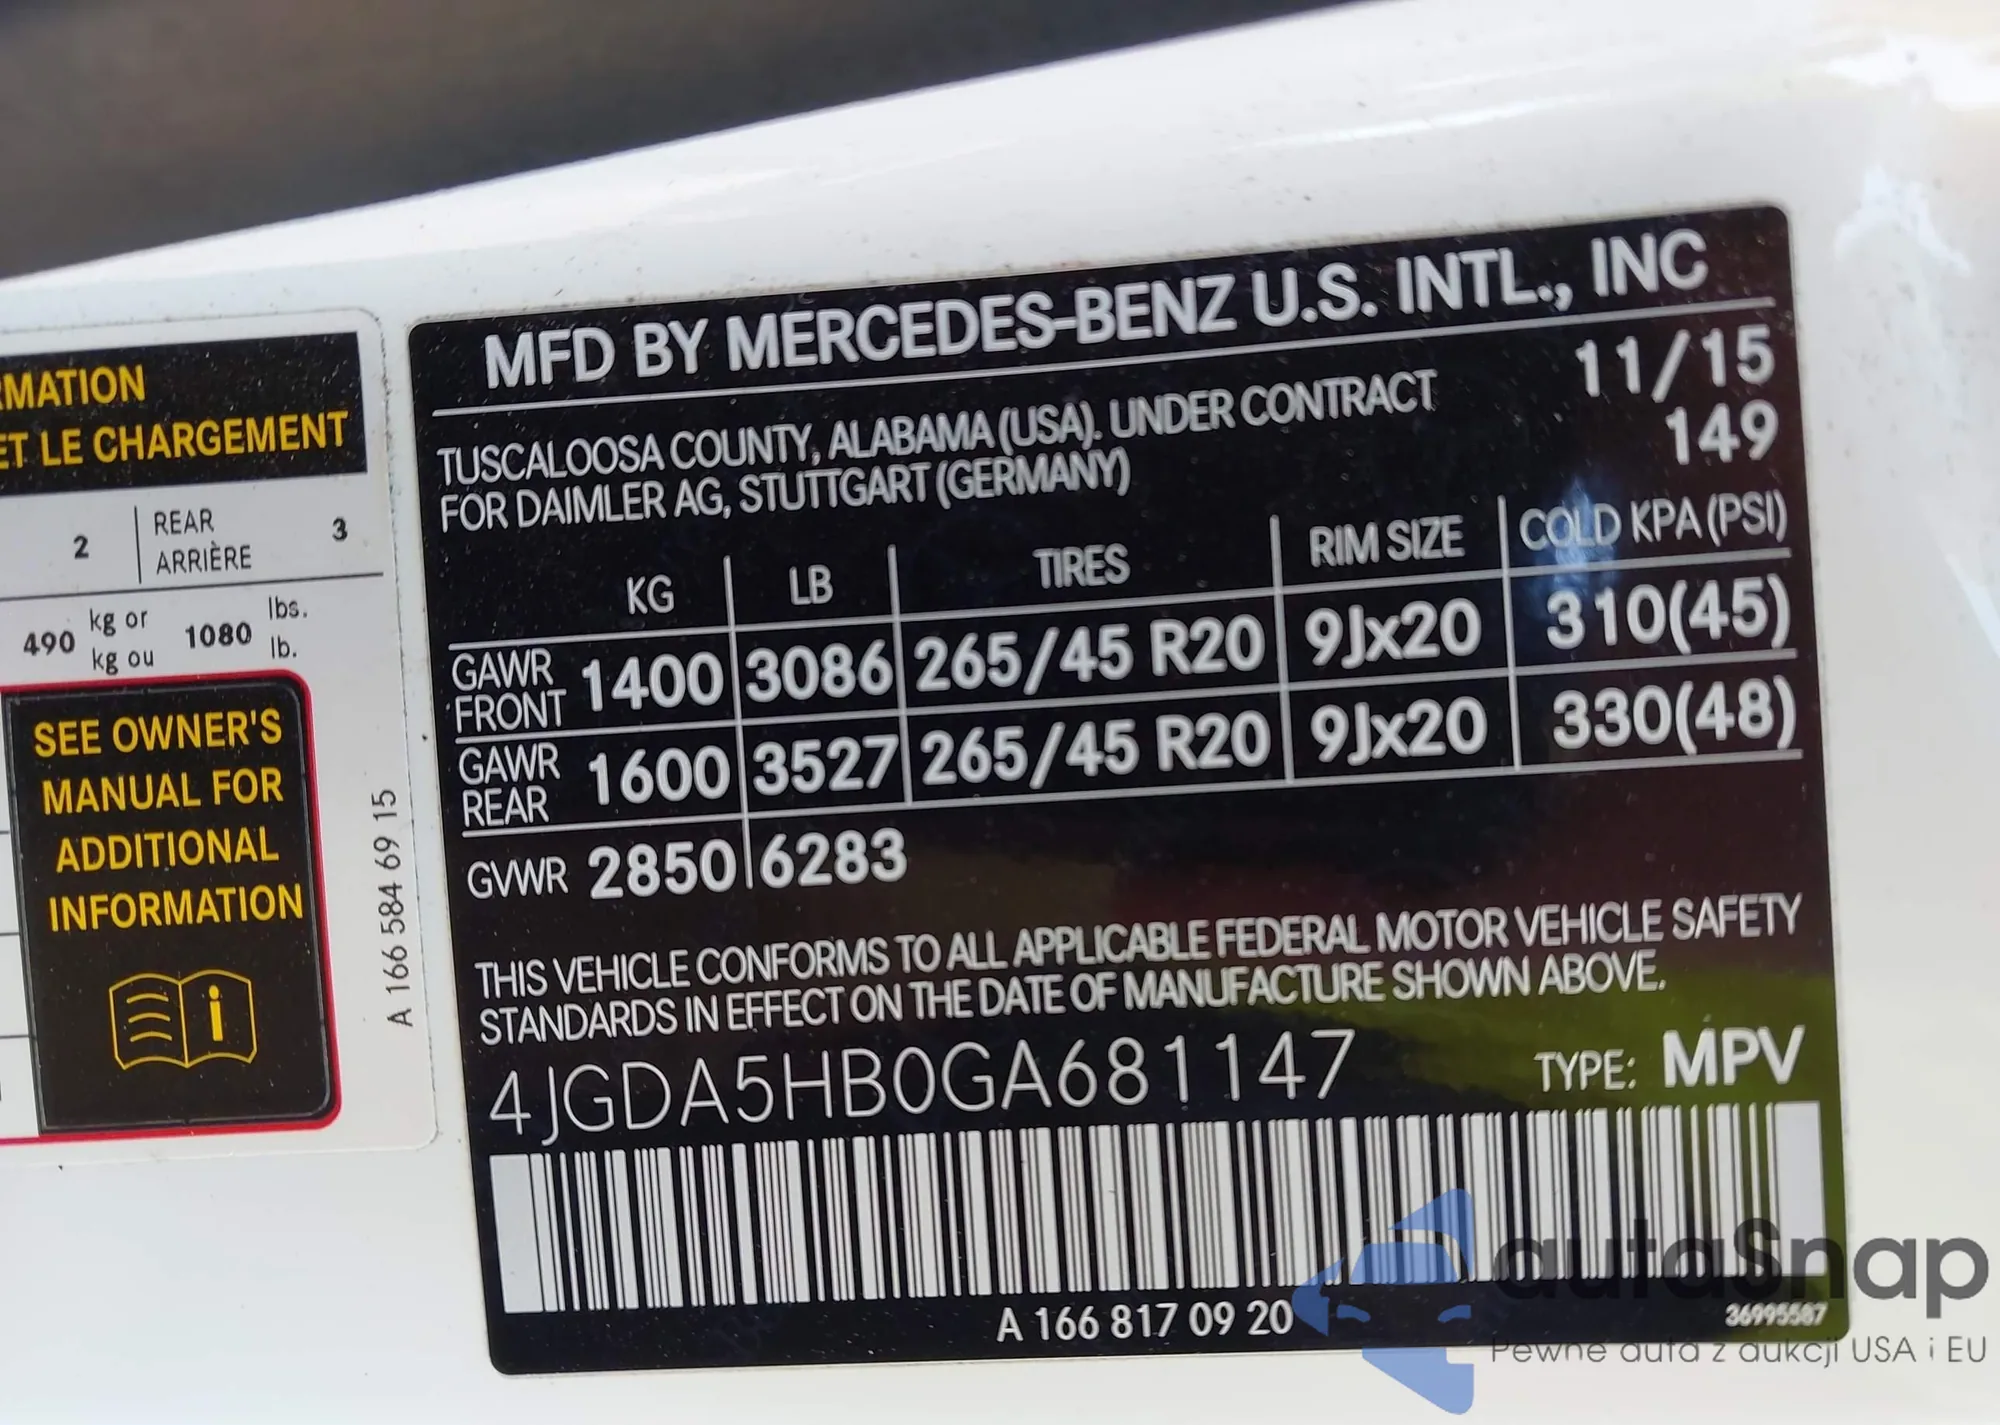 RMATION
ET LE CHARGEMENT
2 REAR 3
ARRIÈRE
490 kg or 1080 lbs.
kg ou lb.
SEE OWNER'S
MANUAL FOR
ADDITIONAL
INFORMATION
i
A 166 584 69 15
MFD BY MERCEDES-BENZ U.S. INTL., INC
11/15
TUSCALOOSA COUNTY, ALABAMA (USA). UNDER CONTRACT
149
FOR DAIMLER AG, STUTTGART (GERMANY)
KG LB TIRES RIM SIZE COLD KPA (PSI)
GAWR FRONT 1400 3086 265/45 R20 9Jx20 310(45)
GAWR REAR 1600 3527 265/45 R20 9Jx20 330(48)
GVWR 2850 6283
THIS VEHICLE CONFORMS TO ALL APPLICABLE FEDERAL MOTOR VEHICLE SAFETY
STANDARDS IN EFFECT ON THE DATE OF MANUFACTURE SHOWN ABOVE.
4JGDA5HB0GA681147 TYPE: MPV
A 166 817 09 20
36995587
autaSnap
Pewne auta z aukcji USA i EU